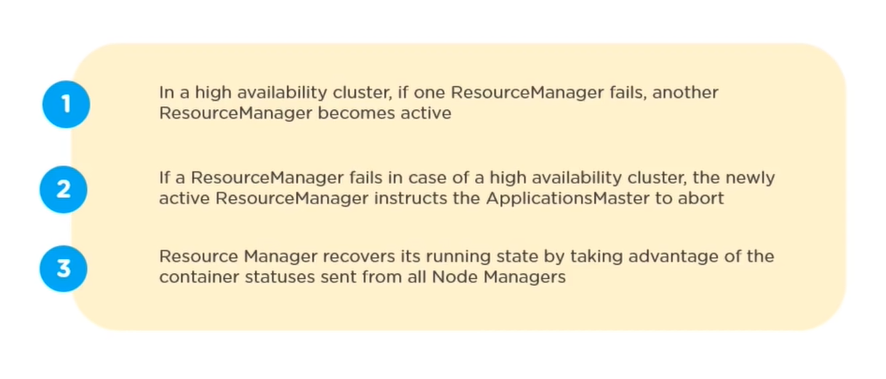 1
In a high availability cluster, if one ResourceManager fails, another
ResourceManager becomes active
2
If a ResourceManager fails in case of a high availability cluster, the newly
active ResourceManager instructs the ApplicationsMaster to abort
3
Resource Manager recovers its running state by taking advantage of the
container statuses sent from all Node Managers